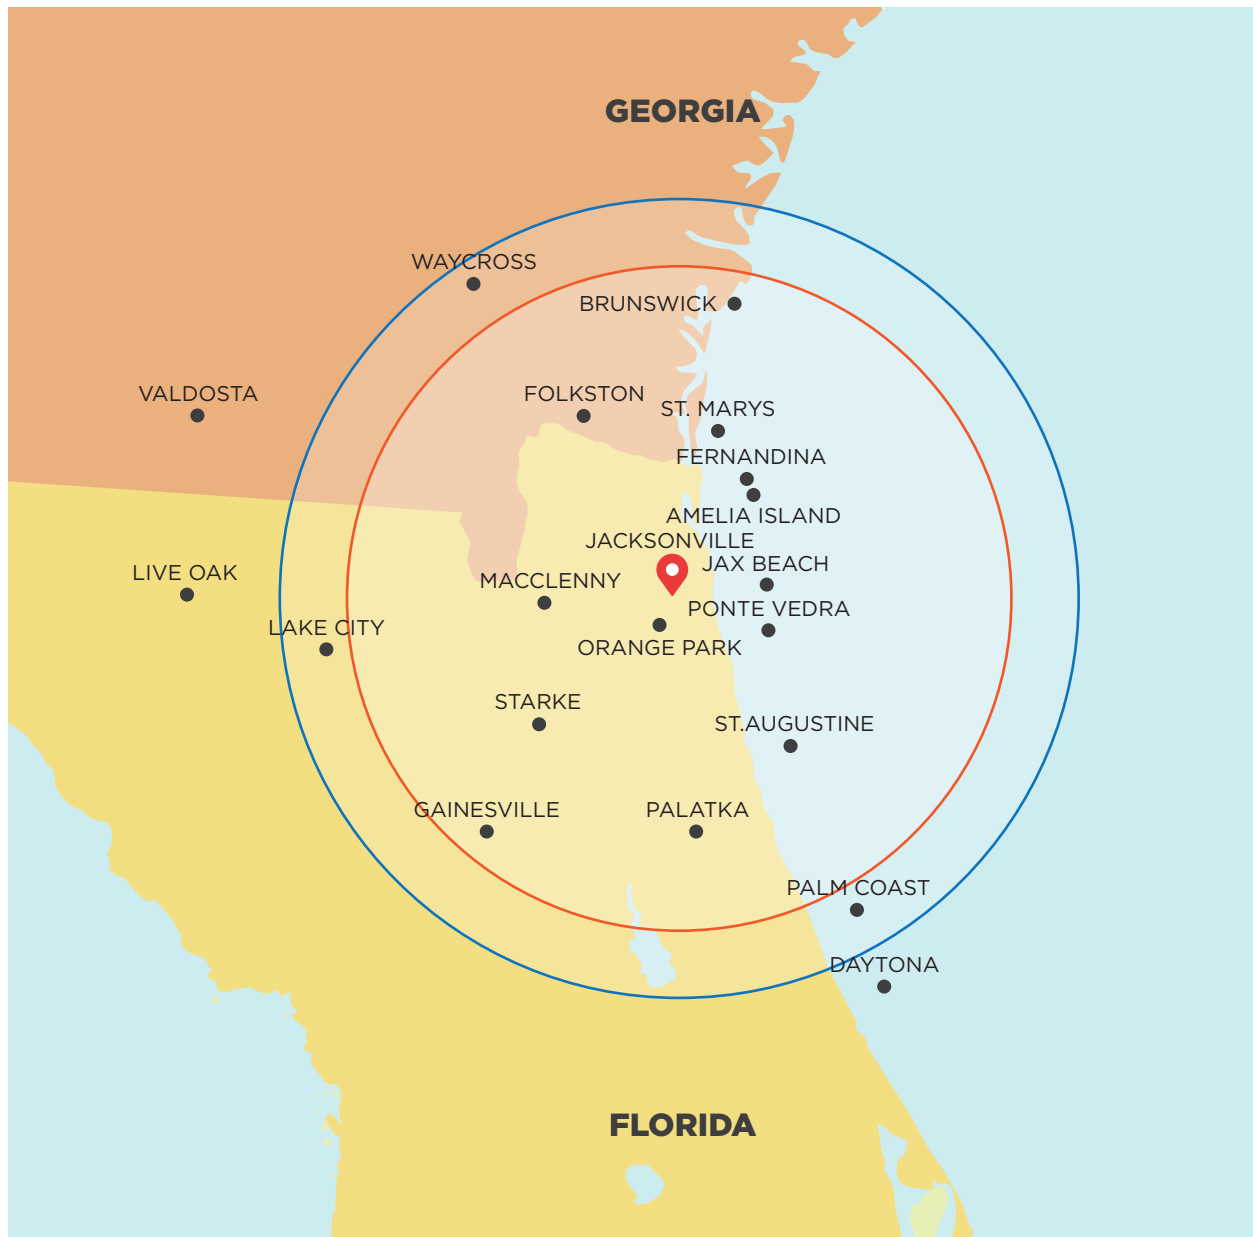 GEORGIA
WAYCROSS
BRUNSWICK
VALDOSTA
FOLKSTON
ST. MARYS
FERNANDINA
AMELIA ISLAND
JACKSONVILLE
JAX BEACH
LIVE OAK
MACCLENNY
PONTE VEDRA
LAKE CITY
ORANGE PARK
STARKE
ST.AUGUSTINE
GAINESVILLE
PALATKA
PALM COAST
DAYTONA
FLORIDA